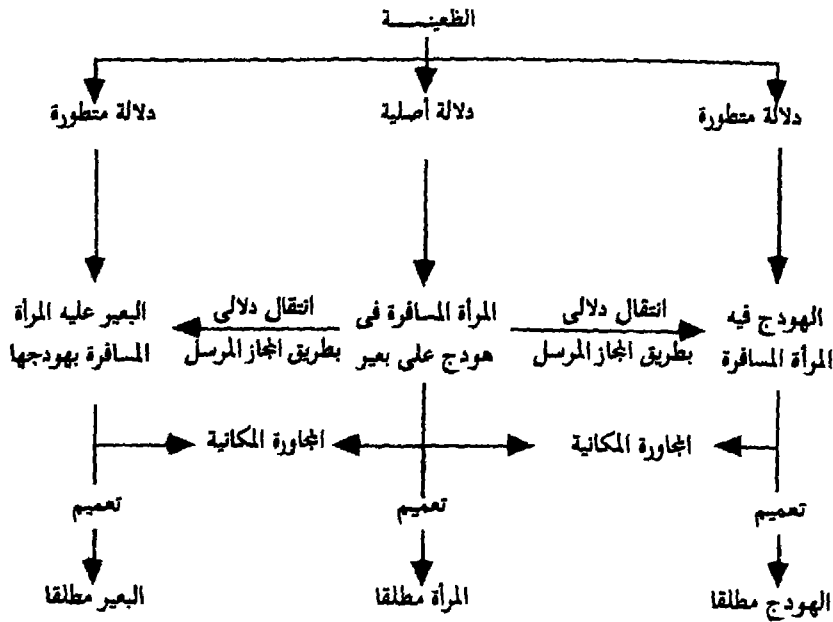 الظعينـــــة
دلالة متطورة
دلالة أصلية
دلالة متطورة
الهودج فيه
المرأة المسافرة
انتقال دلالى
بطريق المجاز المرسل
المرأة المسافرة فى
هودج على بعير
انتقال دلالى
بطريق المجاز المرسل
البعير عليه المرأة
المسافرة بهودجها
المجاورة المكانية
المجاورة المكانية
تعميم
تعميم
تعميم
الهودج مطلقا
المرأة مطلقا
البعير مطلقا